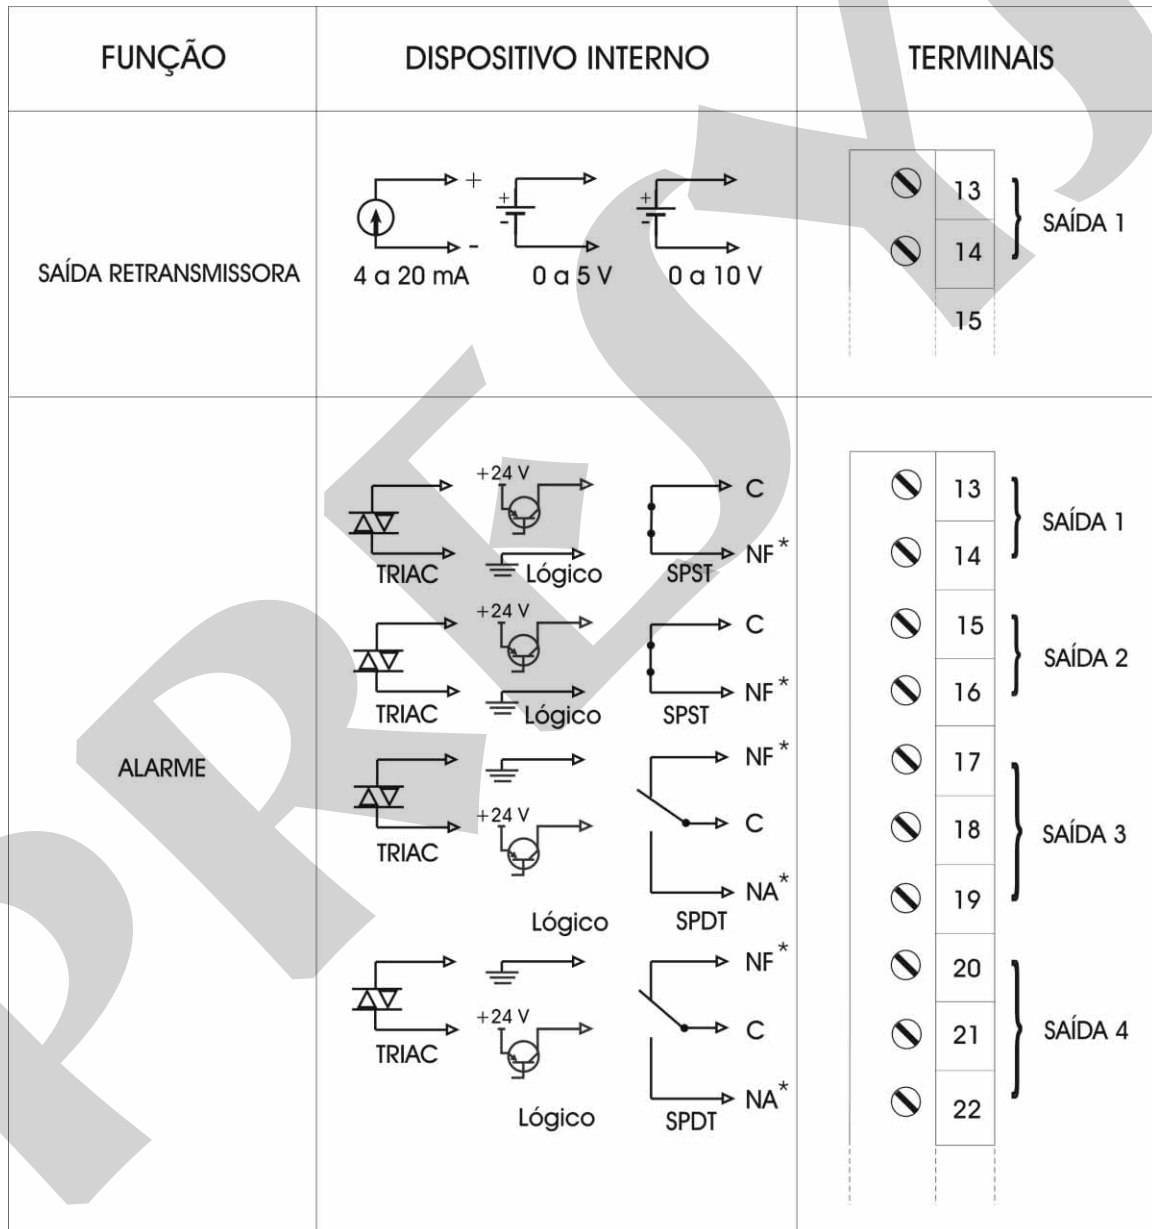 FUNÇÃO DISPOSITIVO INTERNO TERMINAIS
SAÍDA RETRANSMISSORA
+
-
4 a 20 mA
+
-
0 a 5 V
+
-
0 a 10 V
13
14
15
SAÍDA 1
ALARME
TRIAC
+24 V
Lógico
C
NF*
SPST
13
14
SAÍDA 1
TRIAC
+24 V
Lógico
C
NF*
SPST
15
16
SAÍDA 2
TRIAC
+24 V
Lógico
NF*
C
NA*
SPDT
17
18
19
SAÍDA 3
TRIAC
+24 V
Lógico
NF*
C
NA*
SPDT
20
21
22
SAÍDA 4
PRESYS